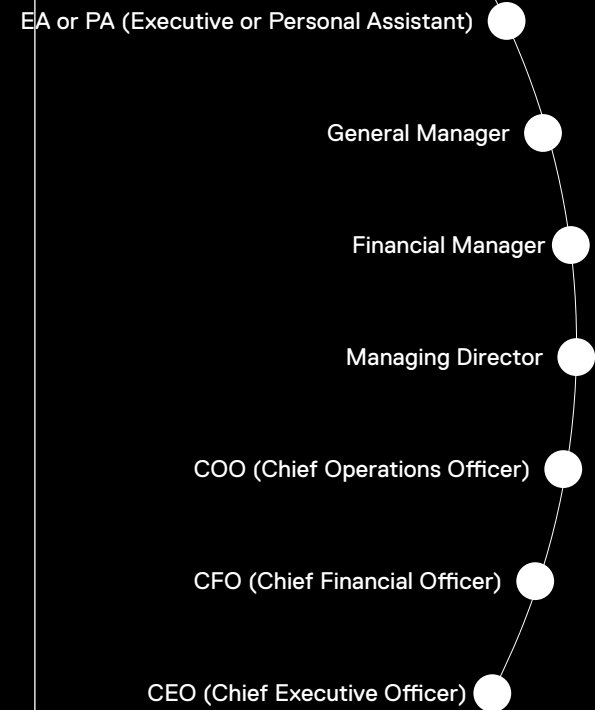 EA or PA (Executive or Personal Assistant)
General Manager
Financial Manager
Managing Director
COO (Chief Operations Officer)
CFO (Chief Financial Officer)
CEO (Chief Executive Officer)